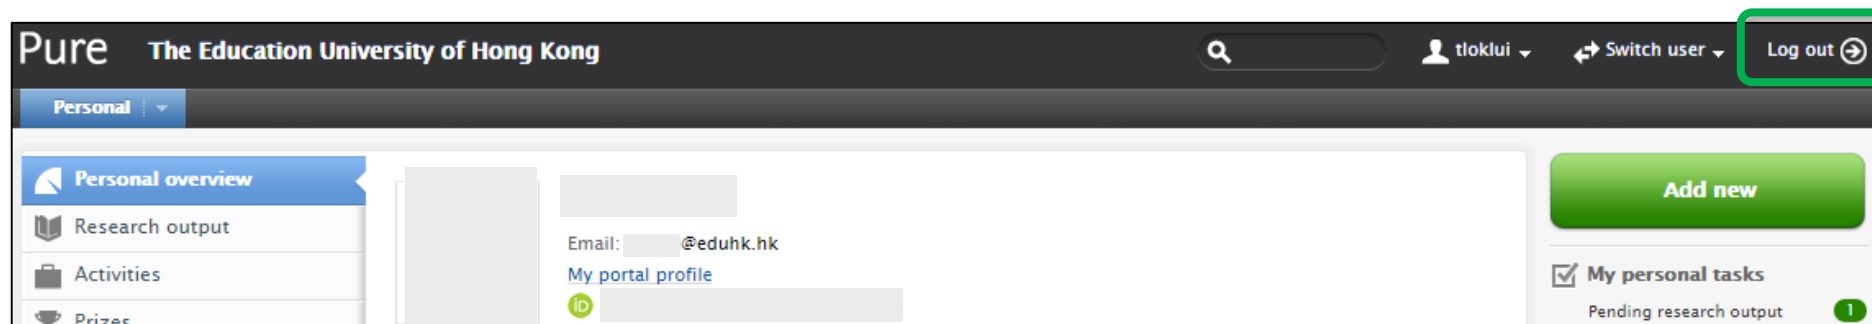 Pure The Education University of Hong Kong tloklui Switch user Log out
Personal
Personal overview
Research output
Activities
Prizes
Email: @eduhk.hk
My portal profile
iD
Add new
My personal tasks
Pending research output 1